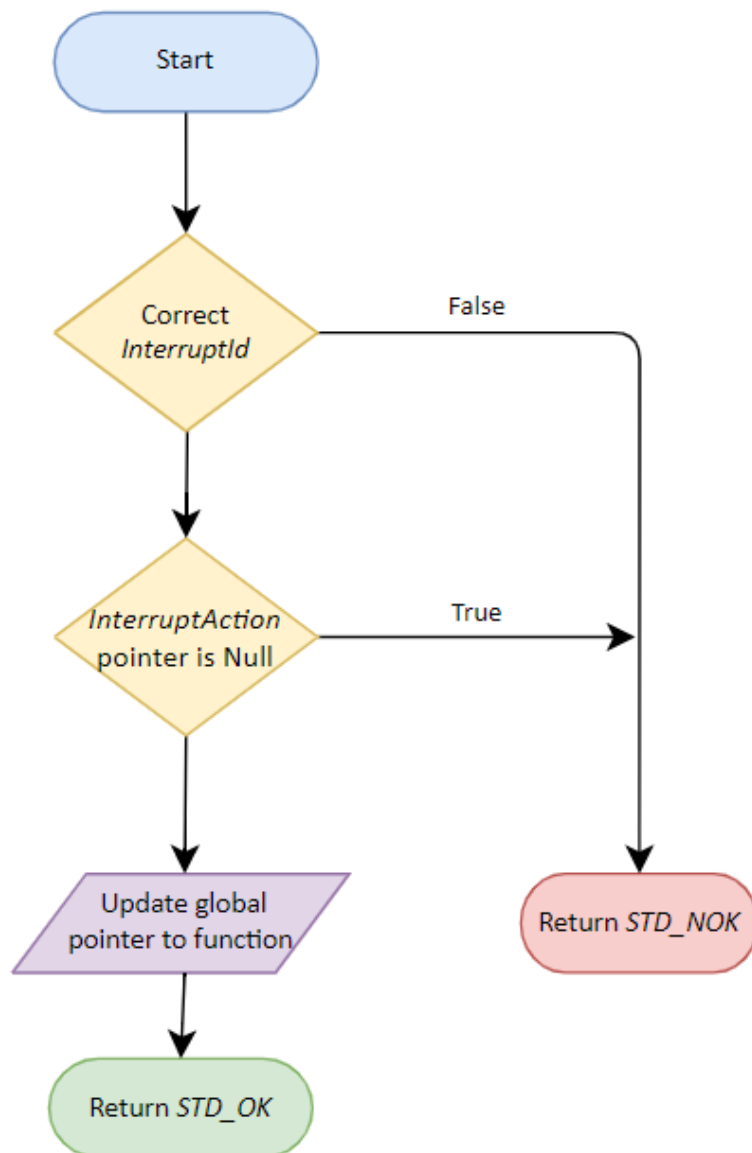 Start
Correct
InterruptId
False
InterruptAction
pointer is Null
True
Update global
pointer to function
Return STD_NOK
Return STD_OK